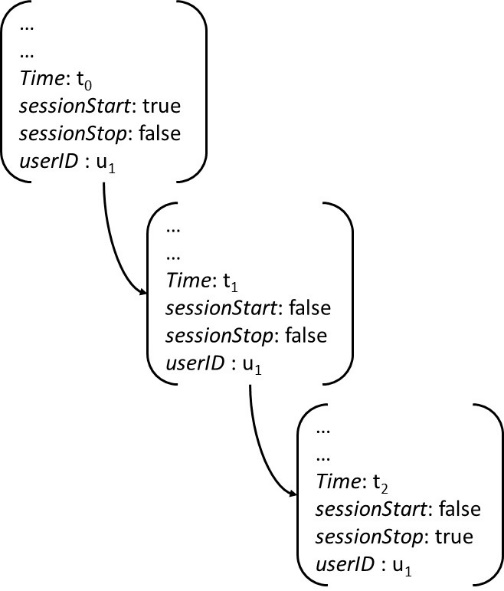 ...
...
Time: t₀
sessionStart: true
sessionStop: false
userID : u₁
...
...
Time: t₁
sessionStart: false
sessionStop: false
userID : u₁
...
...
Time: t₂
sessionStart: false
sessionStop: true
userID : u₁